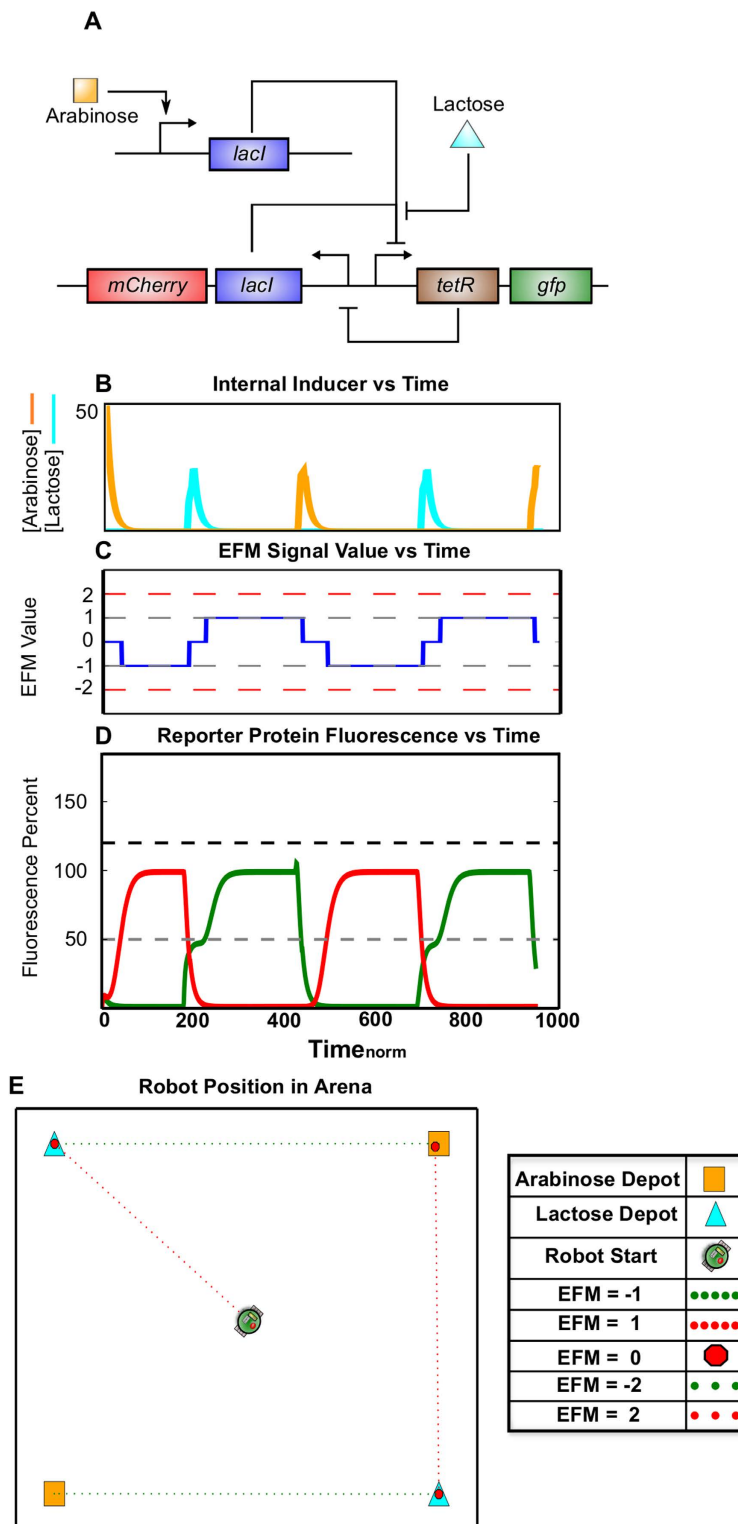 A
Arabinose
Lactose
lacI
mCherry
lacI
tetR
gfp
B
Internal Inducer vs Time
[Arabinose]
[Lactose]
50
C
EFM Signal Value vs Time
EFM Value
2
1
0
-1
-2
D
Reporter Protein Fluorescence vs Time
Fluorescence Percent
150
100
50
0
200
400
600
800
1000
Timenorm
E
Robot Position in Arena
Arabinose Depot
Lactose Depot
Robot Start
EFM = -1
EFM = 1
EFM = 0
EFM = -2
EFM = 2